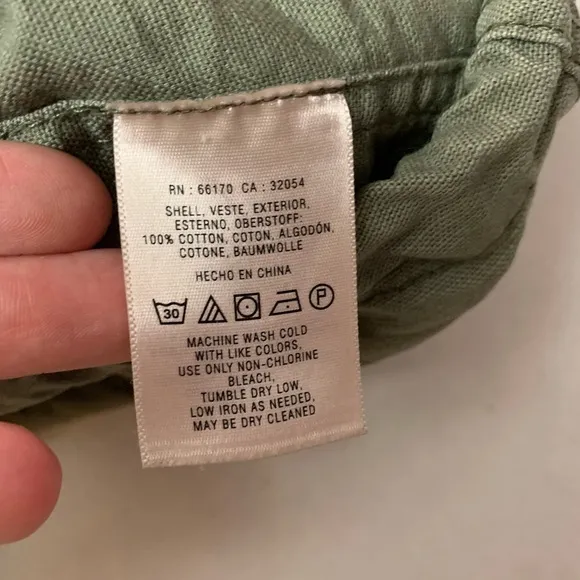 RN : 66170 CA : 32054
SHELL, VESTE, EXTERIOR,
ESTERNO, OBERSTOFF:
100% COTTON, COTON, ALGODÓN,
COTONE, BAUMWOLLE
HECHO EN CHINA
30 P
MACHINE WASH COLD
WITH LIKE COLORS,
USE ONLY NON-CHLORINE
BLEACH,
TUMBLE DRY LOW,
LOW IRON AS NEEDED,
MAY BE DRY CLEANED